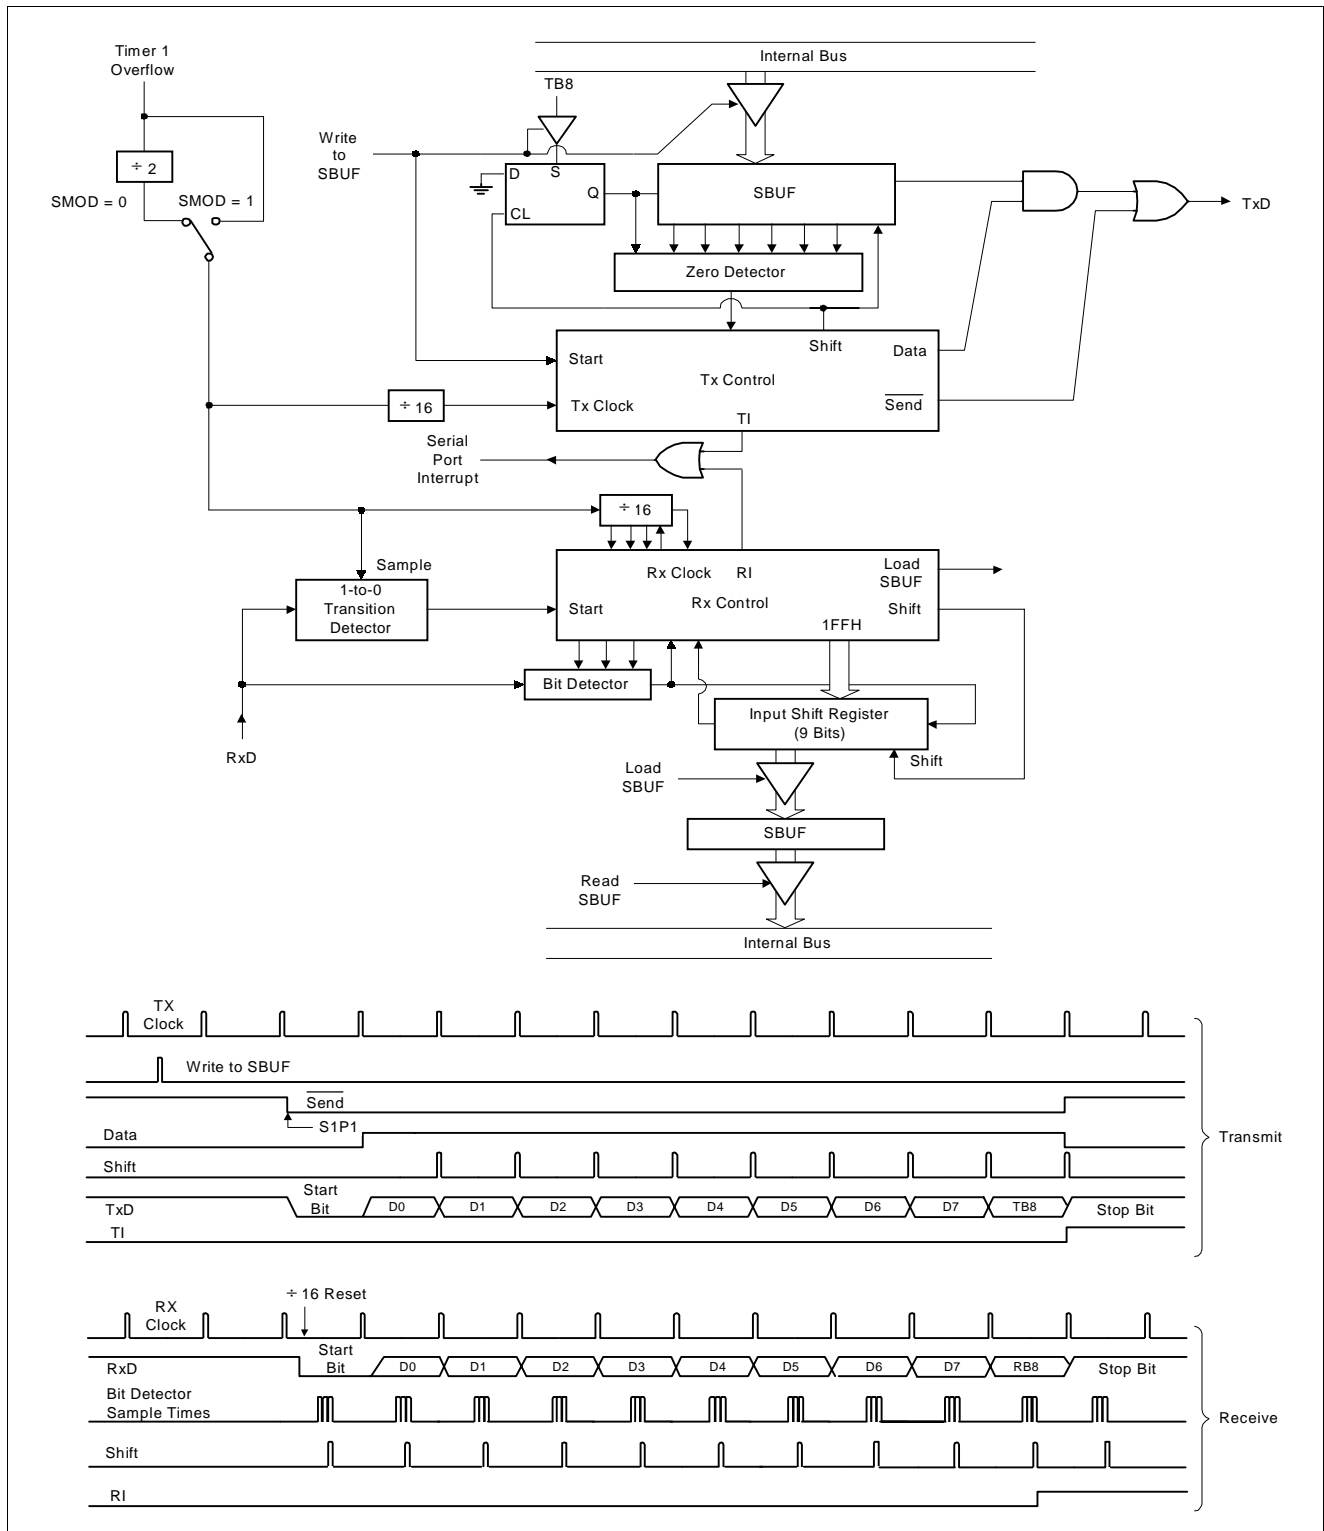 Timer 1
Overflow
Internal Bus
TB8
Write
to
SBUF
÷ 2
SMOD = 0
SMOD = 1
D
S
Q
CL
SBUF
TxD
Zero Detector
Shift
Start
Data
Tx Control
Tx Clock
Send
÷ 16
TI
Serial
Port
Interrupt
÷ 16
Sample
Rx Clock
RI
Load
SBUF
1-to-0
Transition
Detector
Start
Rx Control
Shift
1FFH
Bit Detector
Input Shift Register
(9 Bits)
RxD
Shift
Load
SBUF
SBUF
Read
SBUF
Internal Bus
TX
Clock
Write to SBUF
Send
S1P1
Data
Transmit
Shift
TxD
Start
Bit
D0
D1
D2
D3
D4
D5
D6
D7
TB8
Stop Bit
TI
÷ 16 Reset
RX
Clock
RxD
Start
Bit
D0
D1
D2
D3
D4
D5
D6
D7
RB8
Stop Bit
Bit Detector
Sample Times
Receive
Shift
RI